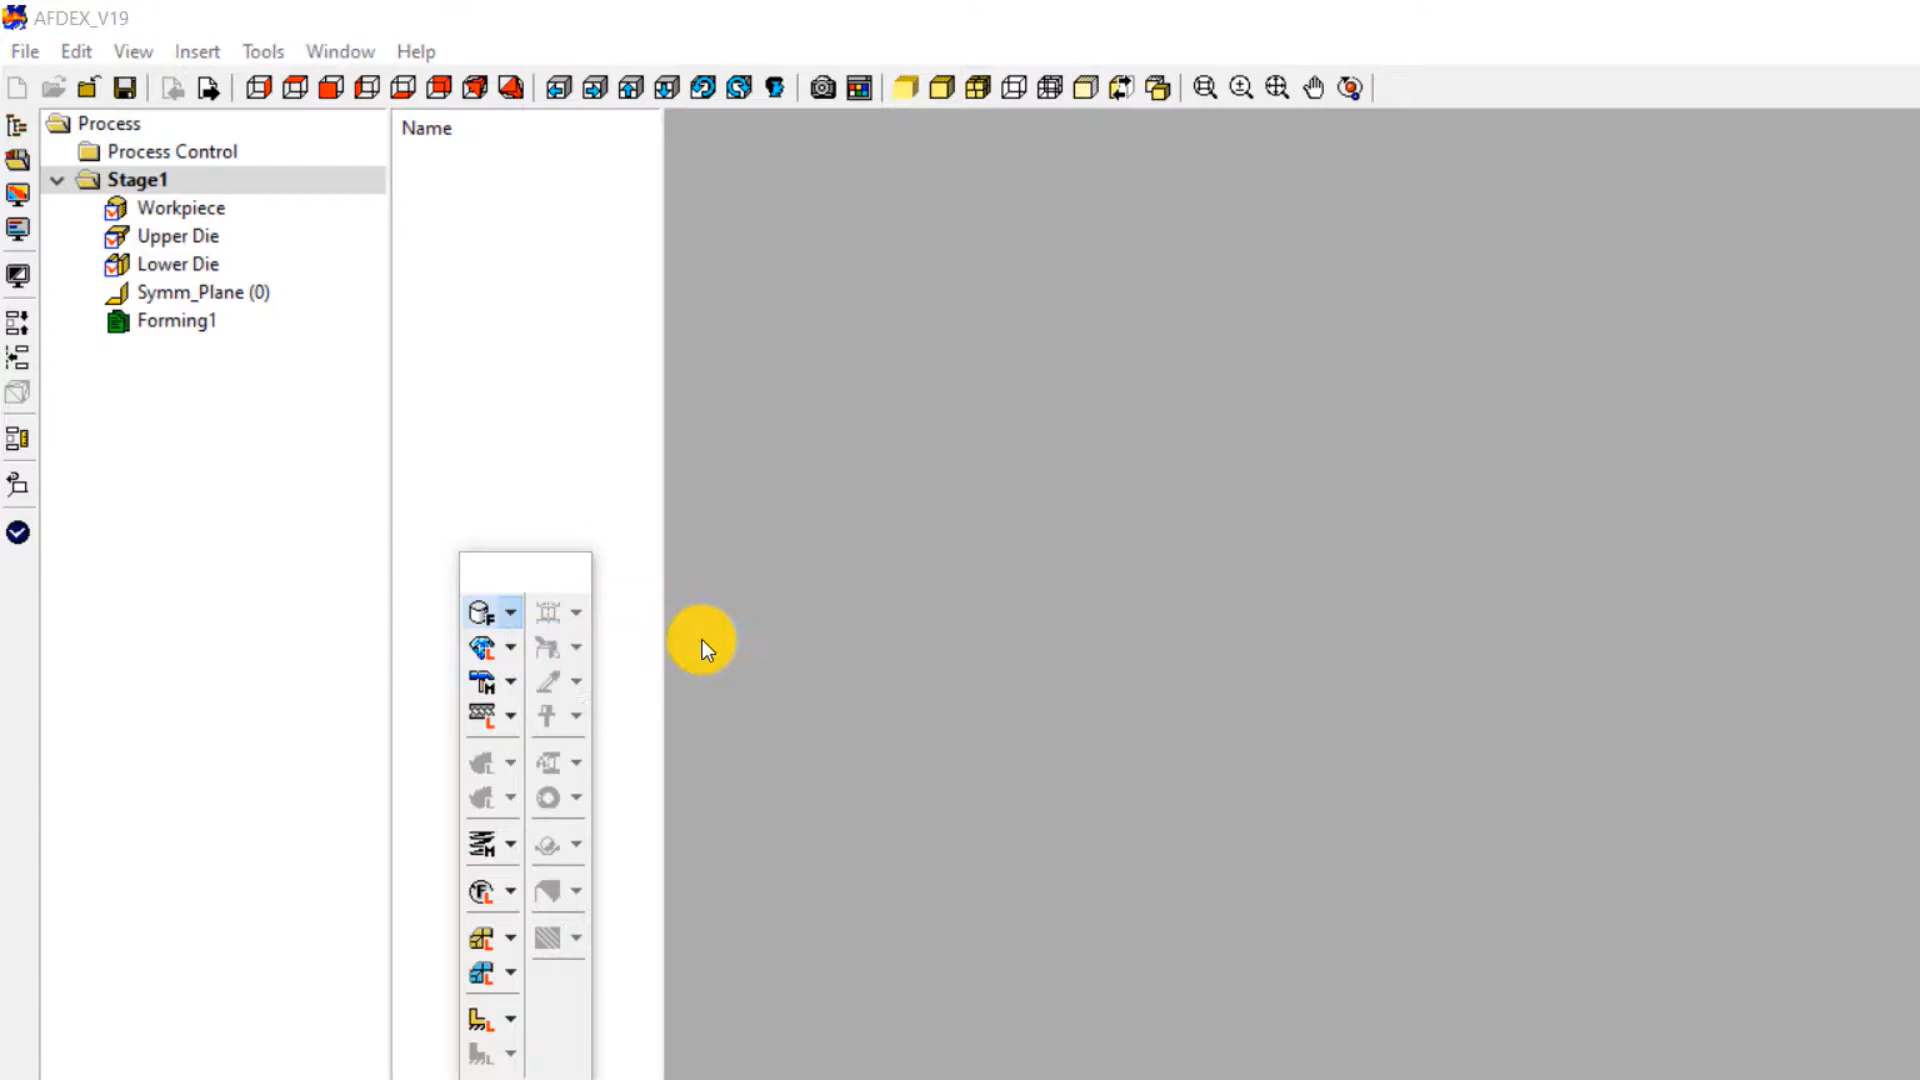 AFDEX_V19
File Edit View Insert Tools Window Help
Process
Name
Process Control
Stage1
Workpiece
Upper Die
Lower Die
Symm_Plane (0)
Forming1
F
L
M
L
L
L
M
F L
L
L
L
L